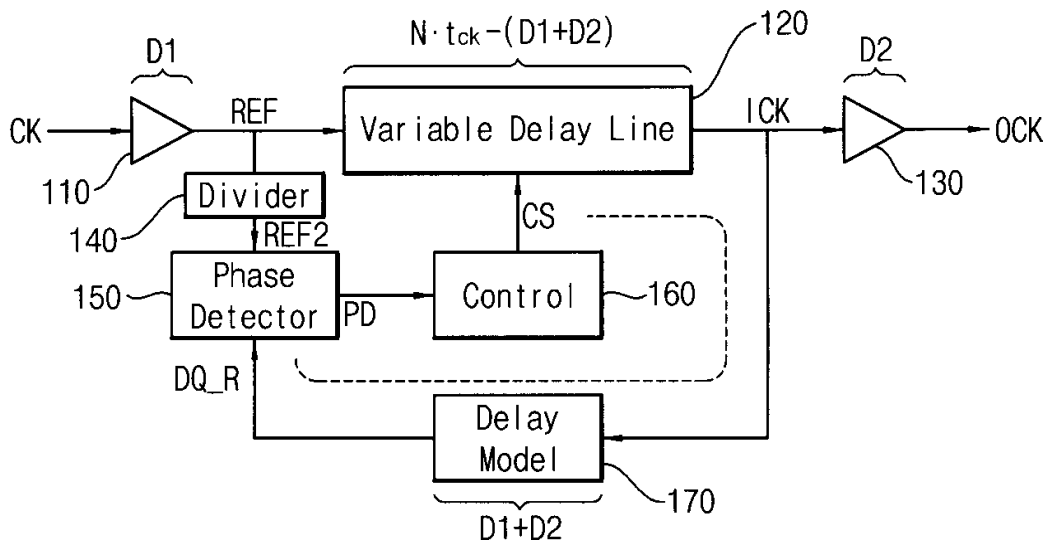 N·tck-(D1+D2)
120
D1
D2
CK
REF
Variable Delay Line
ICK
OCK
110
Divider
130
140
REF2
CS
150
Phase
Detector
PD
Control
160
DQ_R
Delay
Model
170
D1+D2